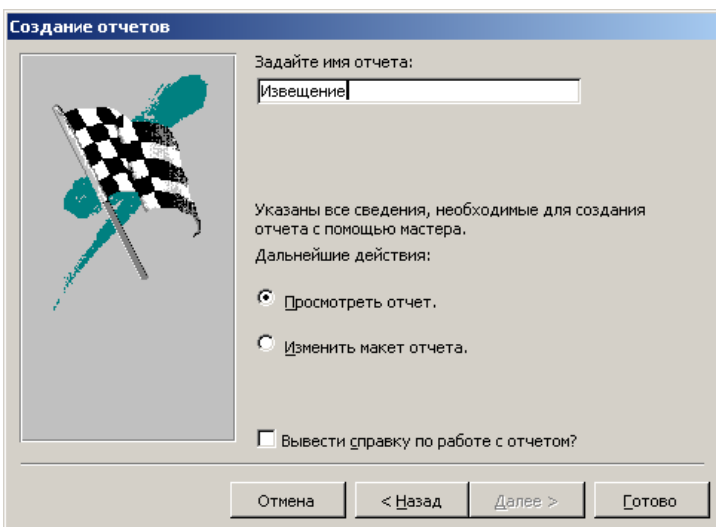 Создание отчетов
Задайте имя отчета:
Извещение
Указаны все сведения, необходимые для создания
отчета с помощью мастера.
Дальнейшие действия:
Просмотреть отчет.
Изменить макет отчета.
Вывести справку по работе с отчетом?
Отмена
< Назад
Далее >
Готово